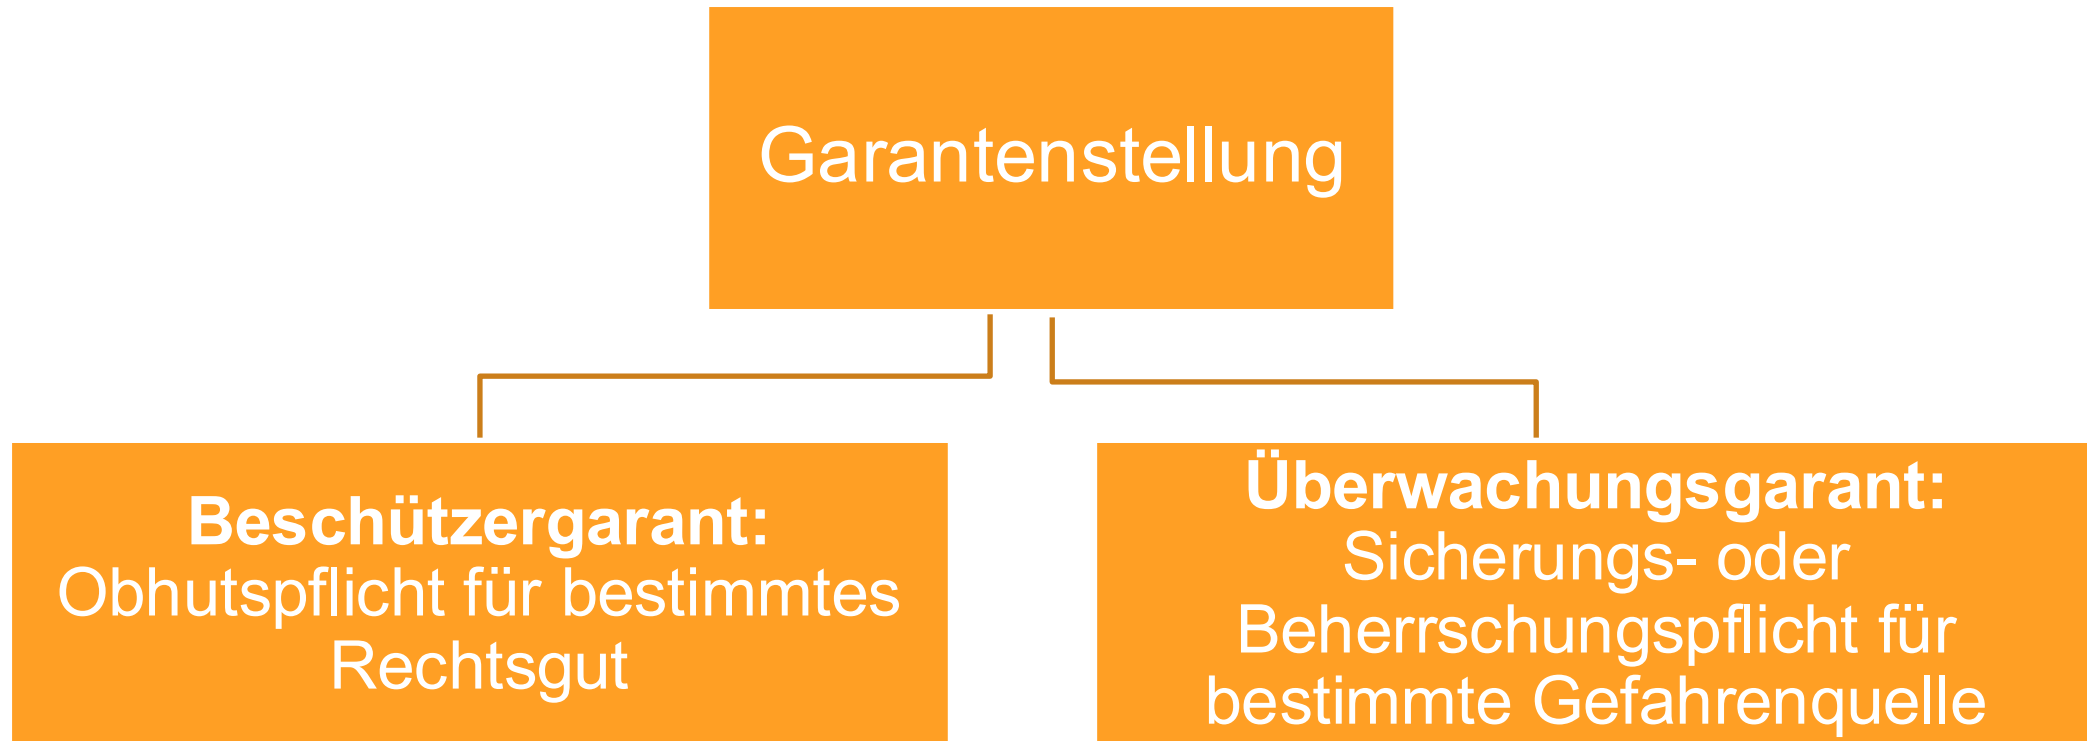 Garantenstellung
Beschützergarant:
Obhutspflicht für bestimmtes
Rechtsgut
Überwachungsgarant:
Sicherungs- oder
Beherrschungspflicht für
bestimmte Gefahrenquelle